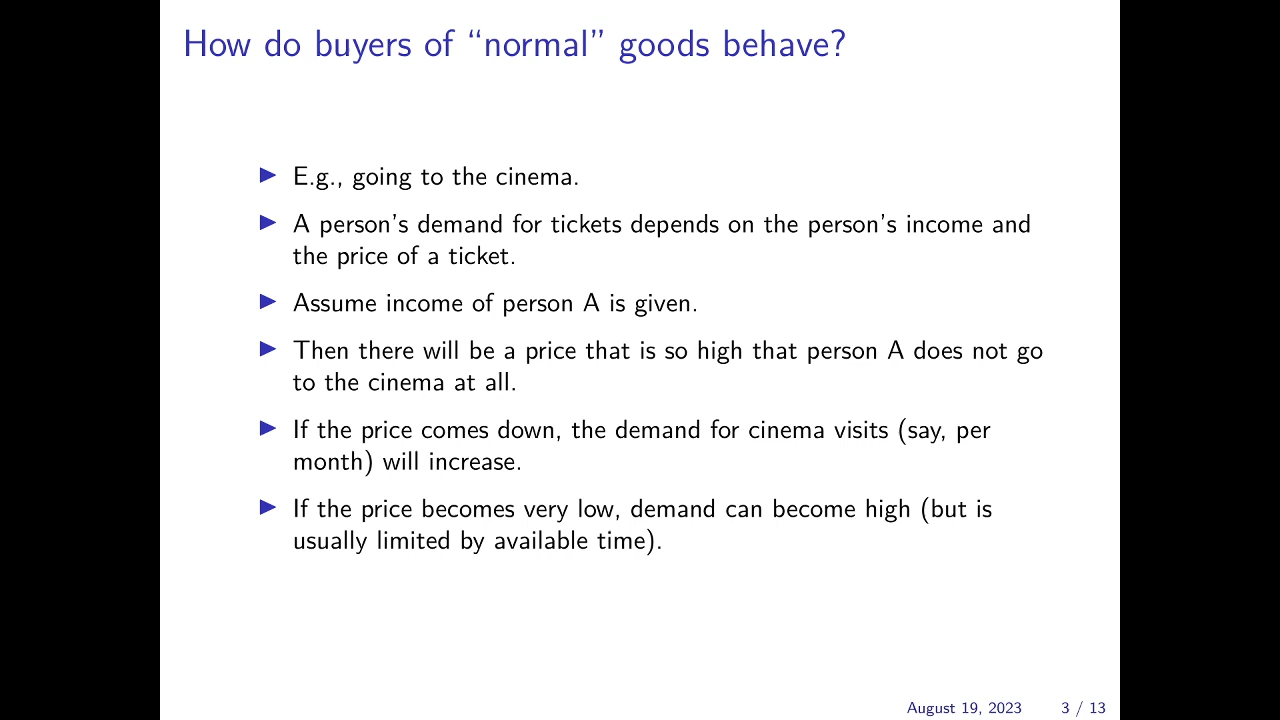 How do buyers of “normal” goods behave?
▶ E.g., going to the cinema.
▶ A person’s demand for tickets depends on the person’s income and
the price of a ticket.
▶ Assume income of person A is given.
▶ Then there will be a price that is so high that person A does not go
to the cinema at all.
▶ If the price comes down, the demand for cinema visits (say, per
month) will increase.
▶ If the price becomes very low, demand can become high (but is
usually limited by available time).
August 19, 2023 3 / 13